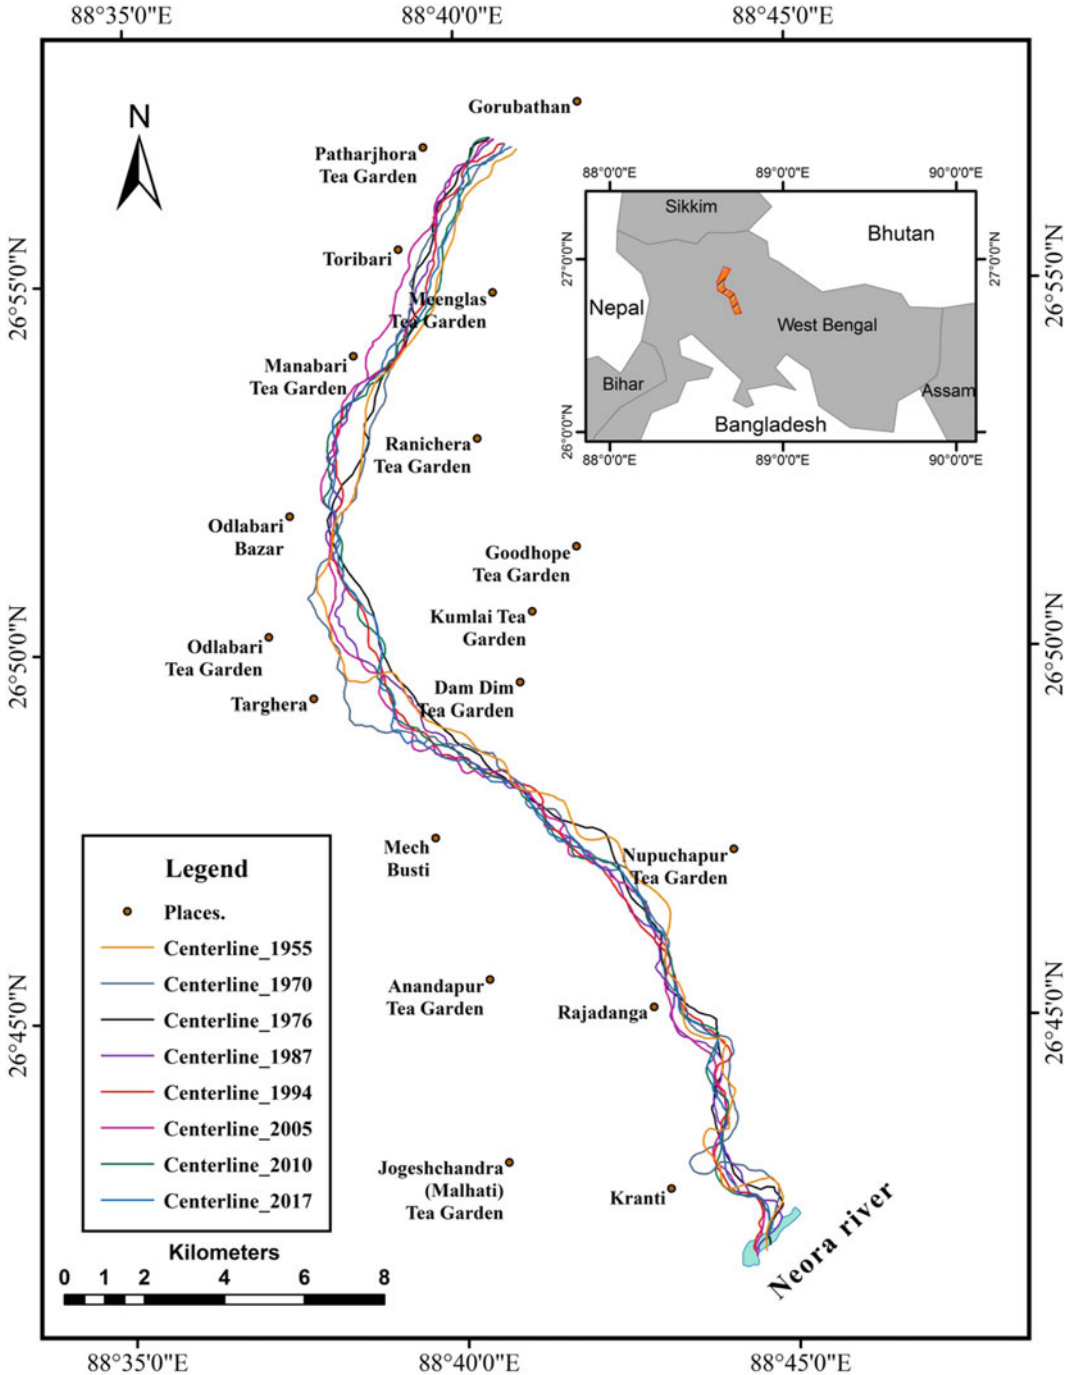 88°35'0"E
88°40'0"E
88°45'0"E
N
Gorubathan
Patharjhora
Tea Garden
Toribari
Meenglas
Tea Garden
Manabari
Tea Garden
Ranichera
Tea Garden
Odlabari
Bazar
Goodhope
Tea Garden
Kumlai Tea
Garden
Odlabari
Tea Garden
Targhera
Dam Dim
Tea Garden
Mech
Busti
Nupuchapur
Tea Garden
Anandapur
Tea Garden
Rajadanga
Jogeshchandra
(Malhati)
Tea Garden
Kranti
Neora river
88°0'0"E
89°0'0"E
90°0'0"E
Sikkim
Bhutan
Nepal
West Bengal
Bihar
Assam
Bangladesh
27°0'0"N
27°0'0"N
26°0'0"N
88°0'0"E
89°0'0"E
90°0'0"E
26°55'0"N
26°50'0"N
26°45'0"N
26°55'0"N
26°50'0"N
26°45'0"N
Legend
Places.
Centerline_1955
Centerline_1970
Centerline_1976
Centerline_1987
Centerline_1994
Centerline_2005
Centerline_2010
Centerline_2017
Kilometers
0 1 2 4 6 8
88°35'0"E
88°40'0"E
88°45'0"E